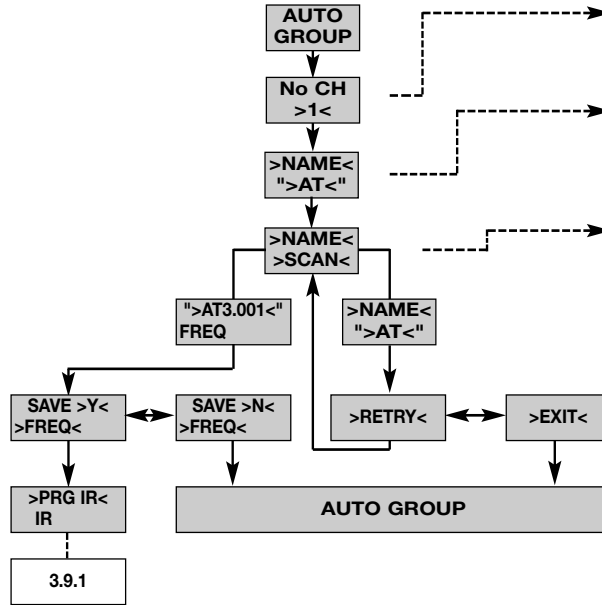 AUTO
GROUP
No CH
>1<
>NAME<
">AT<"
>NAME<
>SCAN<
">AT3.001<"
FREQ
>NAME<
">AT<"
SAVE >Y<
>FREQ<
SAVE >N<
>FREQ<
>RETRY<
>EXIT<
>PRG IR<
IR
AUTO GROUP
3.9.1